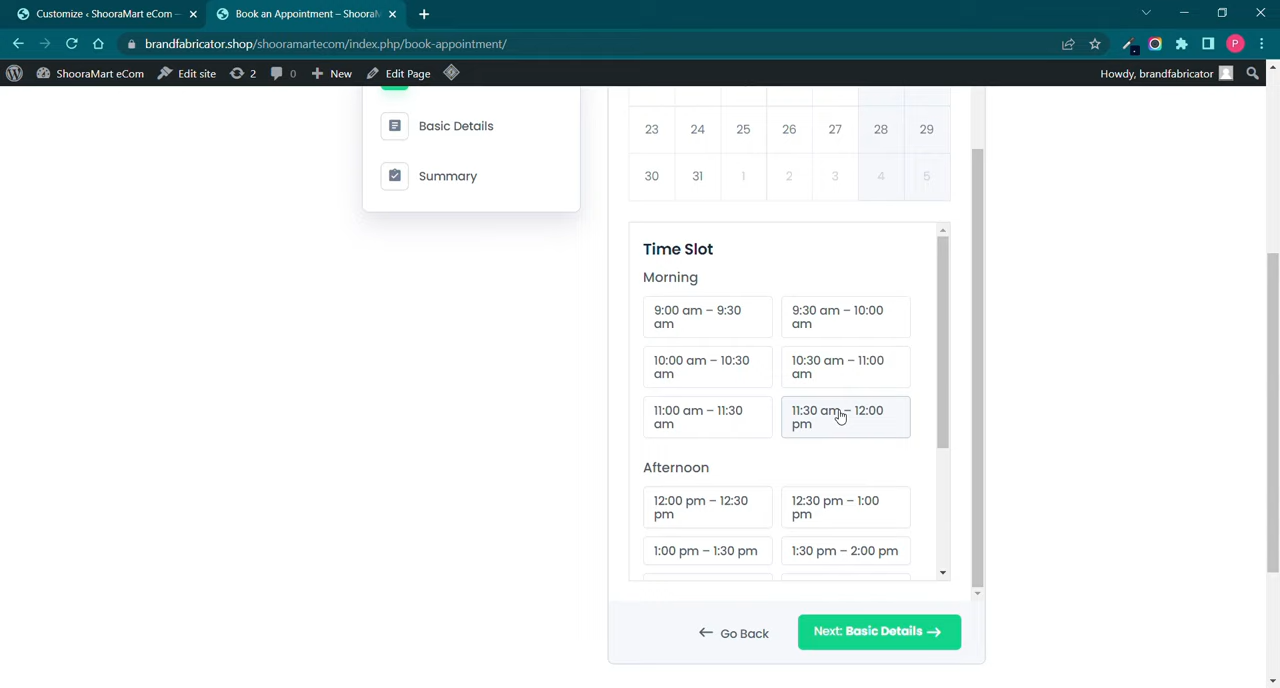 Customize ‹ ShooraMart eCom –
Book an Appointment – ShooraM
brandfabricator.shop/shooramartecom/index.php/book-appointment/
P
ShooraMart eCom
Edit site
2
0
New
Edit Page
Howdy, brandfabricator
Basic Details
Summary
23 24 25 26 27 28 29
30 31 1 2 3 4 5
Time Slot
Morning
9:00 am – 9:30
am
9:30 am – 10:00
am
10:00 am – 10:30
am
10:30 am – 11:00
am
11:00 am – 11:30
am
11:30 am – 12:00
pm
Afternoon
12:00 pm – 12:30
pm
12:30 pm – 1:00
pm
1:00 pm – 1:30 pm
1:30 pm – 2:00 pm
← Go Back
Next: Basic Details →